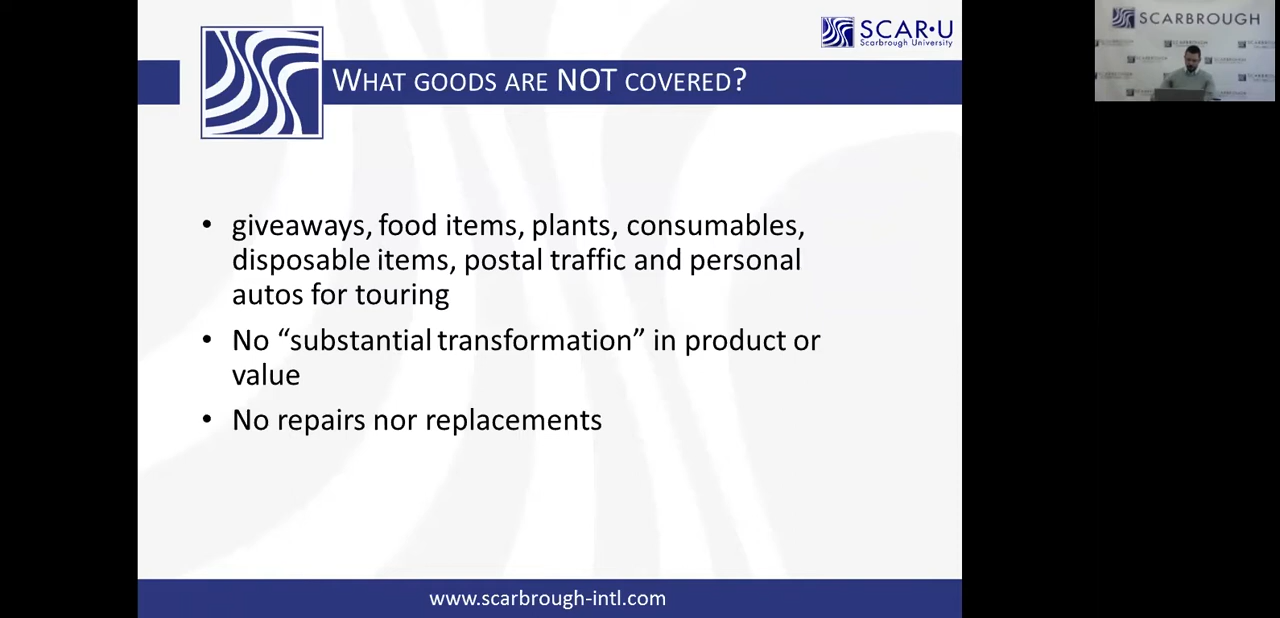 SCAR•U
Scarbrough University
WHAT GOODS ARE NOT COVERED?
• giveaways, food items, plants, consumables,
disposable items, postal traffic and personal
autos for touring
• No “substantial transformation” in product or
value
• No repairs nor replacements
www.scarbrough-intl.com
SCARBROUGH